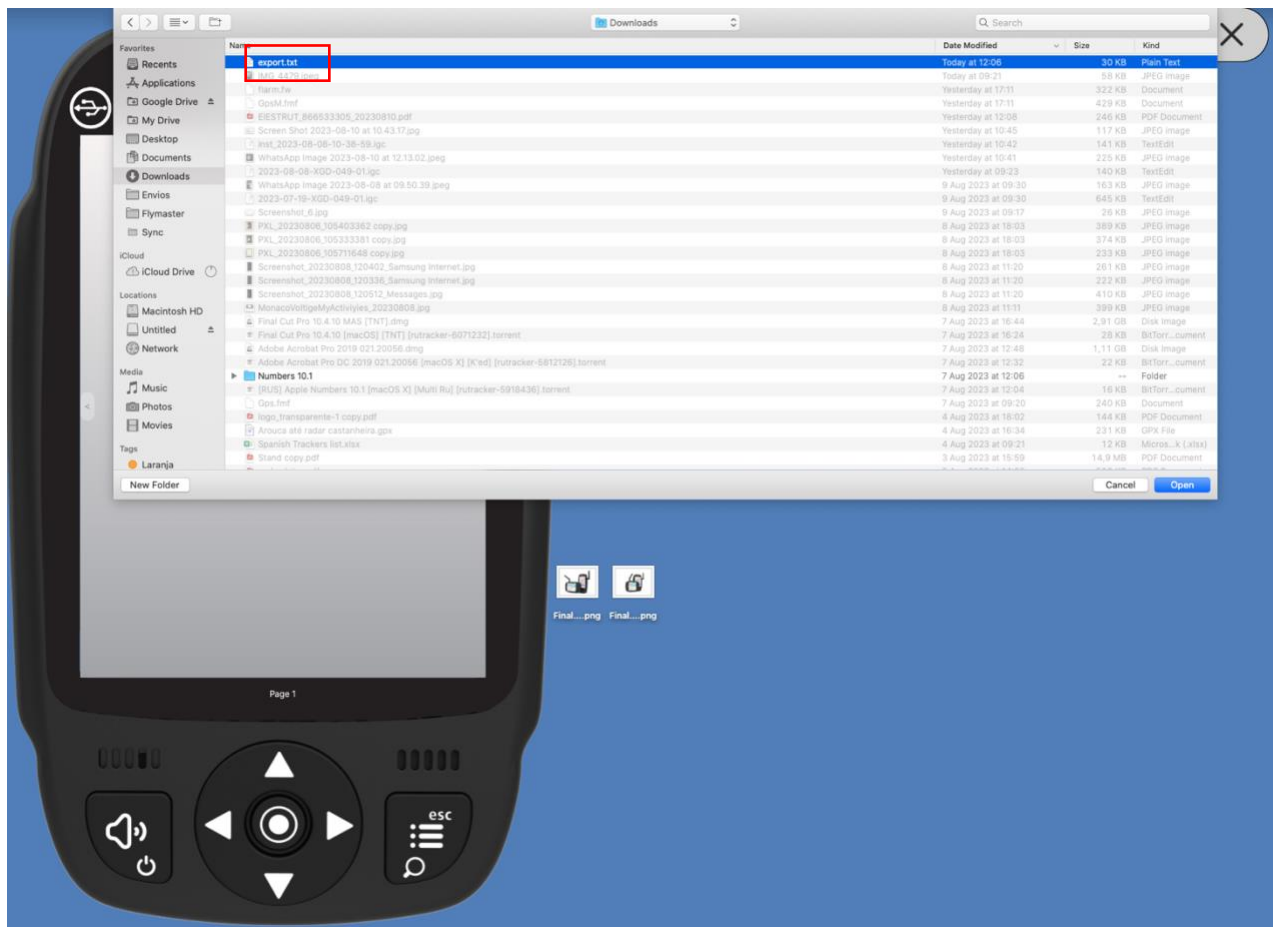 Downloads
Search
Favorites
Name Date Modified Size Kind
Recents
Applications
Google Drive
My Drive
Desktop
Documents
Downloads
Envios
Flymaster
Sync
iCloud
iCloud Drive
Locations
Macintosh HD
Untitled
Network
Media
Music
Photos
Movies
Tags
Laranja
export.txt Today at 12:06 30 KB Plain Text
IMG_4479.jpeg Today at 09:21 58 KB JPEG image
flarm.fw Yesterday at 17:11 322 KB Document
GpsM.fmf Yesterday at 17:11 429 KB Document
EIESTRUT_866533305_20230810.pdf Yesterday at 12:08 246 KB PDF Document
Screen Shot 2023-08-10 at 10.43.17.jpg Yesterday at 10:45 117 KB JPEG image
inst_2023-08-08-10-38-59.igc Yesterday at 10:42 141 KB TextEdit
WhatsApp Image 2023-08-10 at 12.13.02.jpeg Yesterday at 10:41 225 KB JPEG image
2023-08-08-XGD-049-01.igc Yesterday at 09:23 140 KB TextEdit
WhatsApp Image 2023-08-08 at 09.50.39.jpeg 9 Aug 2023 at 09:30 163 KB JPEG image
2023-07-19-XGD-049-01.igc 9 Aug 2023 at 09:30 645 KB TextEdit
Screenshot_6.jpg 9 Aug 2023 at 09:17 26 KB JPEG image
PXL_20230806_105403362 copy.jpg 8 Aug 2023 at 18:03 389 KB JPEG image
PXL_20230806_105333381 copy.jpg 8 Aug 2023 at 18:03 374 KB JPEG image
PXL_20230806_105711648 copy.jpg 8 Aug 2023 at 18:03 233 KB JPEG image
Screenshot_20230808_120402_Samsung Internet.jpg 8 Aug 2023 at 11:20 261 KB JPEG image
Screenshot_20230808_120336_Samsung Internet.jpg 8 Aug 2023 at 11:20 222 KB JPEG image
Screenshot_20230808_120512_Messages.jpg 8 Aug 2023 at 11:20 410 KB JPEG image
MonacoVoltigeMyActiviyies_20230808.jpg 8 Aug 2023 at 11:11 399 KB JPEG image
Final Cut Pro 10.4.10 MAS [TNT].dmg 7 Aug 2023 at 16:44 2,91 GB Disk Image
Final Cut Pro 10.4.10 [macOS] [TNT] [rutracker-6071232].torrent 7 Aug 2023 at 16:24 28 KB BitTorr...cument
Adobe Acrobat Pro 2019 021.20056.dmg 7 Aug 2023 at 12:48 1,11 GB Disk Image
Adobe Acrobat Pro DC 2019 021.20056 [macOS X] [K'ed] [rutracker-5812126].torrent 7 Aug 2023 at 12:32 22 KB BitTorr...cument
Numbers 10.1 7 Aug 2023 at 12:06 -- Folder
[RUS] Apple Numbers 10.1 [macOS X] [Multi Ru] [rutracker-5918436].torrent 7 Aug 2023 at 12:04 16 KB BitTorr...cument
Gps.fmf 7 Aug 2023 at 09:20 240 KB Document
logo_transparente-1 copy.pdf 4 Aug 2023 at 18:02 144 KB PDF Document
Arouca até radar castanheira.gpx 4 Aug 2023 at 16:34 231 KB GPX File
Spanish Trackers list.xlsx 4 Aug 2023 at 09:21 12 KB Micros...k (.xlsx)
Stand copy.pdf 3 Aug 2023 at 15:59 14,9 MB PDF Document
New Folder
Cancel
Open
Final....png Final....png
Page 1
esc